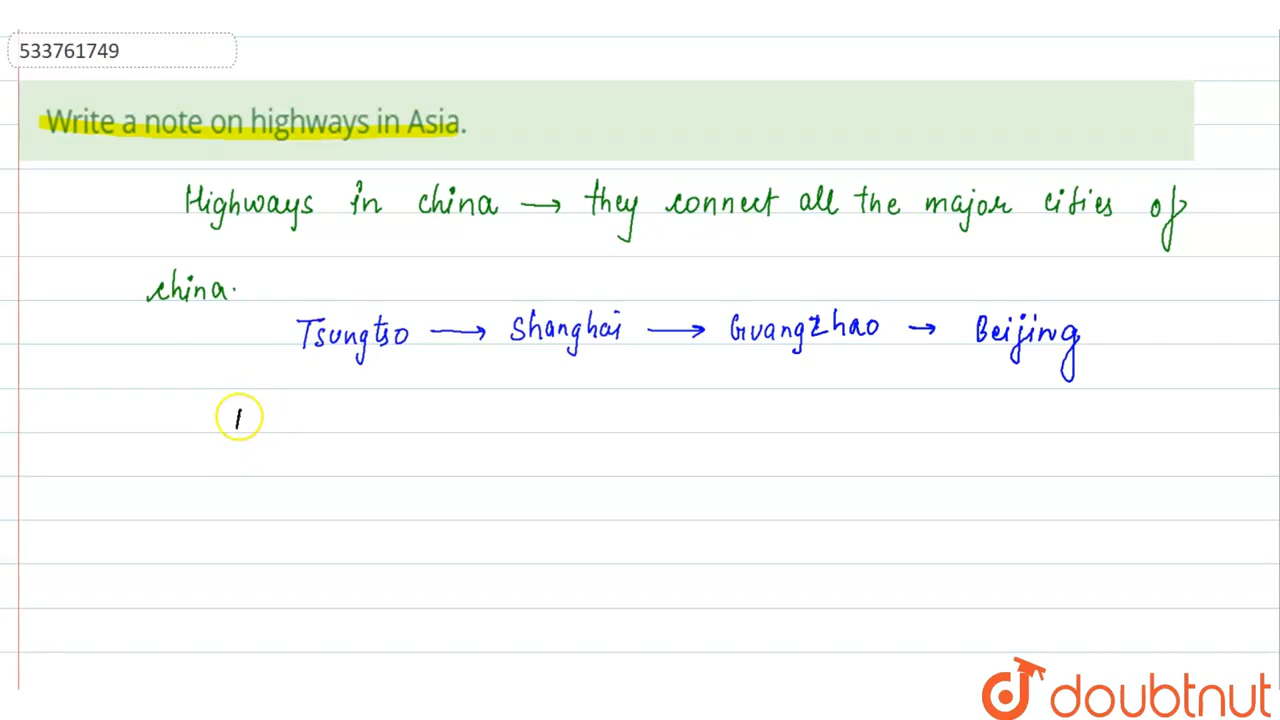 533761749
Write a note on highways in Asia.
Highways in china → they connect all the major cities of
china.
Tsungtso → Shanghai → Guangzhao → Beijing
doubtnut